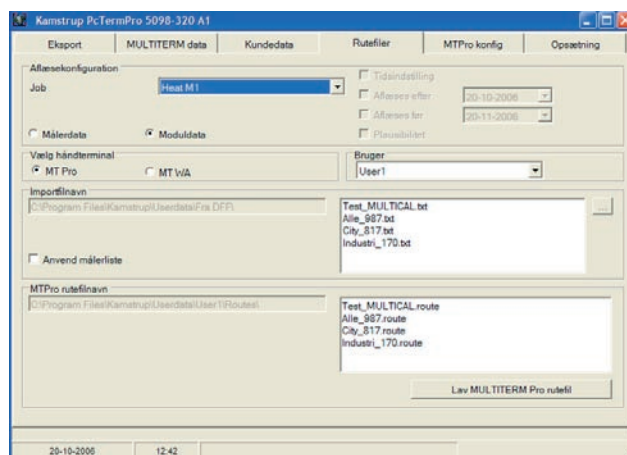 Kamstrup PcTermPro 5098-320 A1
Eksport MULTITERM data Kundedata Rutefiler MTPro konfig Opsætning
Aflæsekonfiguration
Job Heat M1
Tidsindstilling
Aflæses efter 20-10-2006
Aflæses før 20-11-2006
Målerdata Moduldata Plausibilitet
Vælg håndterminal Bruger
MT Pro MT WA User1
Importfilnavn
C:\Program Files\Kamstrup\Userdata\Fra DFF\
Test_MULTICAL.txt
Alle_987.txt
City_817.txt
Industri_170.txt
...
Anvend målerliste
MTPro rutefilnavn
C:\Program Files\Kamstrup\Userdata\User1\Routes\
Test_MULTICAL.route
Alle_987.route
City_817.route
Industri_170.route
Lav MULTITERM Pro rutefil
20-10-2006 12:42